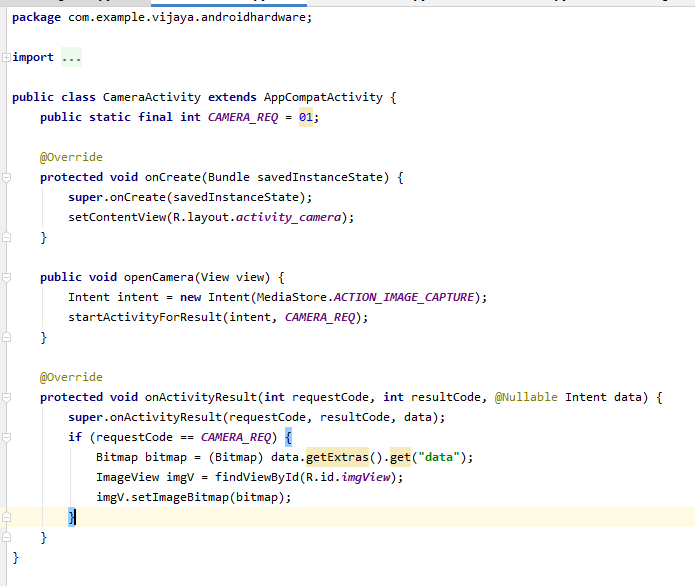 package com.example.vijaya.androidhardware;
import ...
public class CameraActivity extends AppCompatActivity {
public static final int CAMERA_REQ = 01;
@Override
protected void onCreate(Bundle savedInstanceState) {
super.onCreate(savedInstanceState);
setContentView(R.layout.activity_camera);
}
public void openCamera(View view) {
Intent intent = new Intent(MediaStore.ACTION_IMAGE_CAPTURE);
startActivityForResult(intent, CAMERA_REQ);
}
@Override
protected void onActivityResult(int requestCode, int resultCode, @Nullable Intent data) {
super.onActivityResult(requestCode, resultCode, data);
if (requestCode == CAMERA_REQ) {
Bitmap bitmap = (Bitmap) data.getExtras().get("data");
ImageView imgV = findViewById(R.id.imgView);
imgV.setImageBitmap(bitmap);
}
}
}